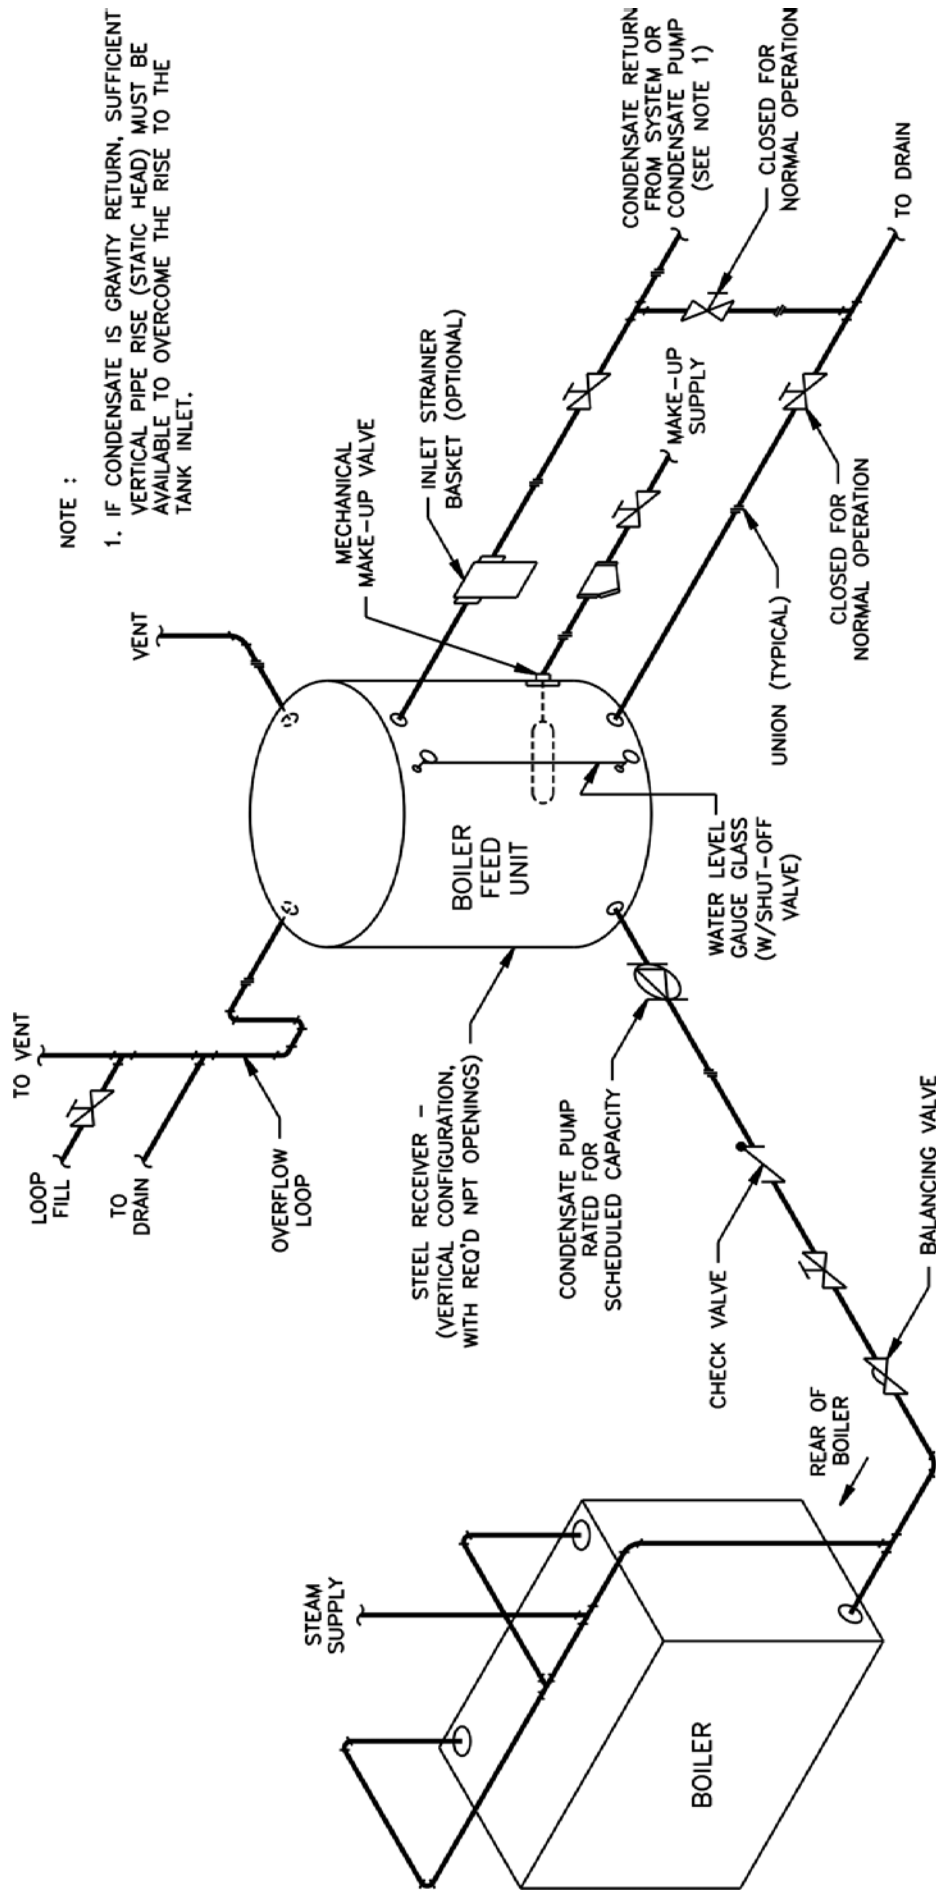 NOTE :
1. IF CONDENSATE IS GRAVITY RETURN, SUFFICIENT
VERTICAL PIPE RISE (STATIC HEAD) MUST BE
AVAILABLE TO OVERCOME THE RISE TO THE
TANK INLET.
TO VENT
LOOP
FILL
TO
DRAIN
OVERFLOW
LOOP
VENT
MECHANICAL
MAKE-UP VALVE
INLET STRAINER
BASKET (OPTIONAL)
CONDENSATE RETURN
FROM SYSTEM OR
CONDENSATE PUMP
(SEE NOTE 1)
CLOSED FOR
NORMAL OPERATION
MAKE-UP
SUPPLY
TO DRAIN
CLOSED FOR
NORMAL OPERATION
UNION (TYPICAL)
BOILER
FEED
UNIT
WATER LEVEL
GAUGE GLASS
(W/SHUT-OFF
VALVE)
STEEL RECEIVER -
(VERTICAL CONFIGURATION,
WITH REQ'D NPT OPENINGS)
CONDENSATE PUMP
RATED FOR
SCHEDULED CAPACITY
CHECK VALVE
BALANCING VALVE
REAR OF
BOILER
STEAM
SUPPLY
BOILER